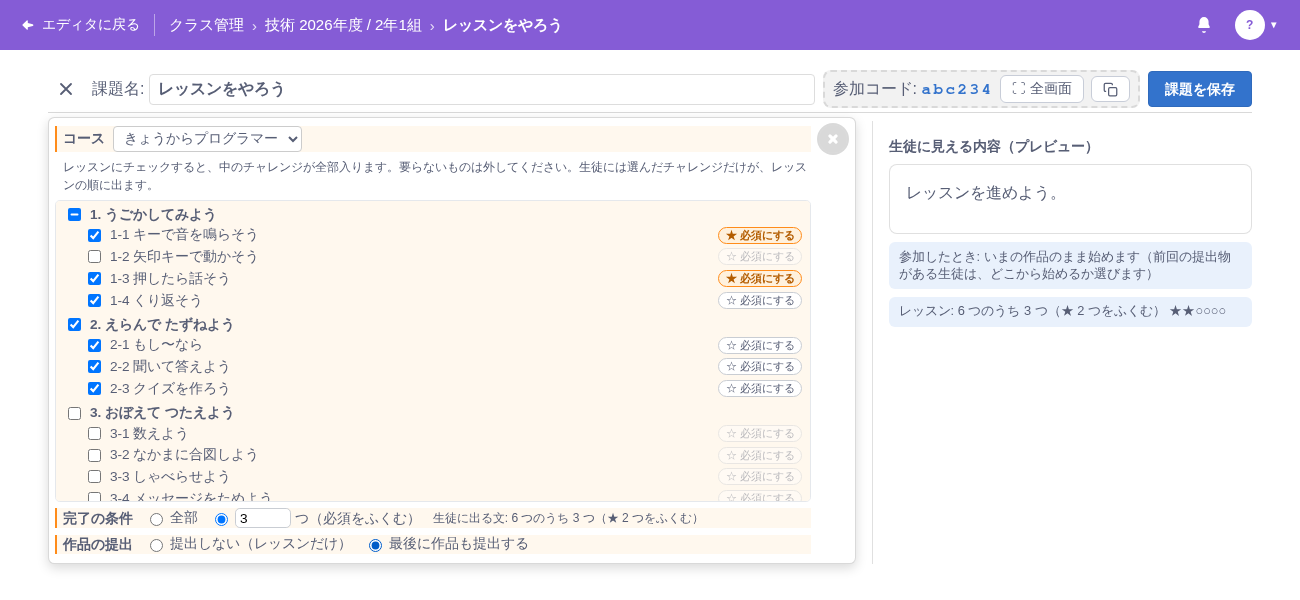 エディタに戻る クラス管理 › 技術 2026年度 / 2年1組 › レッスンをやろう ? ▼
課題名: レッスンをやろう 参加コード: abc234 全画面 課題を保存
コース きょうからプログラマー
レッスンにチェックすると、中のチャレンジが全部入ります。要らないものは外してください。生徒には選んだチャレンジだけが、レッス
ンの順に出ます。
1. うごかしてみよう
1-1 キーで音を鳴らそう ★ 必須にする
1-2 矢印キーで動かそう ☆ 必須にする
1-3 押したら話そう ★ 必須にする
1-4 くり返そう ☆ 必須にする
2. えらんで たずねよう
2-1 もし〜なら ☆ 必須にする
2-2 聞いて答えよう ☆ 必須にする
2-3 クイズを作ろう ☆ 必須にする
3. おぼえて つたえよう
3-1 数えよう ☆ 必須にする
3-2 なかまに合図しよう ☆ 必須にする
3-3 しゃべらせよう ☆ 必須にする
3-4 メッセージをためよう ☆ 必須にする
完了の条件 全部 3 つ（必須をふくむ） 生徒に出る文: 6 つのうち 3 つ（★ 2 つをふくむ）
作品の提出 提出しない（レッスンだけ） 最後に作品も提出する
生徒に見える内容（プレビュー）
レッスンを進めよう。
参加したとき: いまの作品のまま始めます（前回の提出物
がある生徒は、どこから始めるか選びます）
レッスン: 6 つのうち 3 つ（★ 2 つをふくむ） ★★○○○○